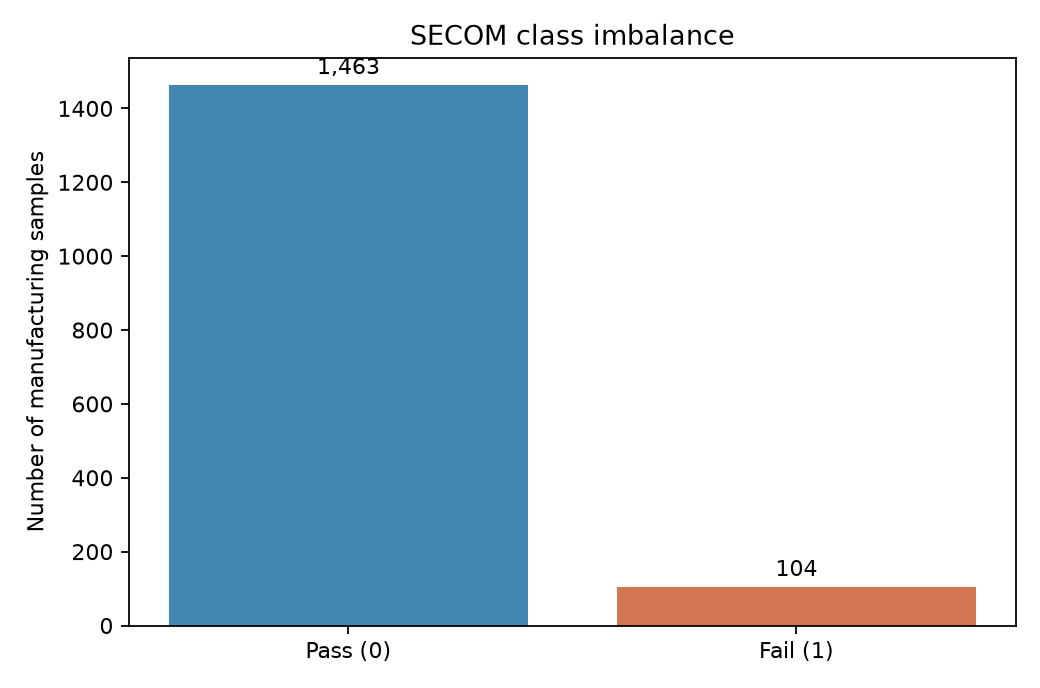 SECOM class imbalance
Number of manufacturing samples
1400
1200
1000
800
600
400
200
0
1,463
104
Pass (0)
Fail (1)